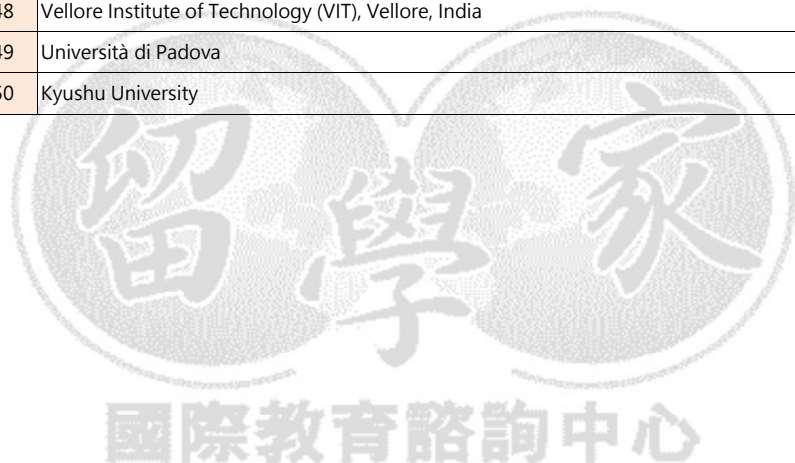 48 Vellore Institute of Technology (VIT), Vellore, India
49 Università di Padova
50 Kyushu University
留學家
國際教育諮詢中心